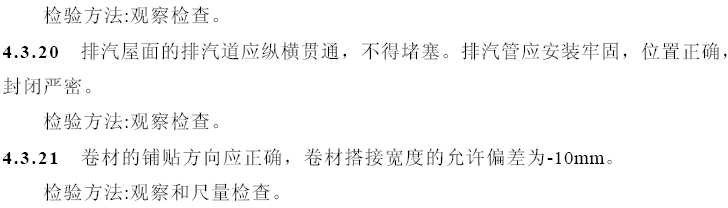 检验方法:观察检查。
4.3.20 排汽屋面的排汽道应纵横贯通，不得堵塞。排汽管应安装牢固，位置正确，
封闭严密。
检验方法:观察检查。
4.3.21 卷材的铺贴方向应正确，卷材搭接宽度的允许偏差为-10mm。
检验方法:观察和尺量检查。